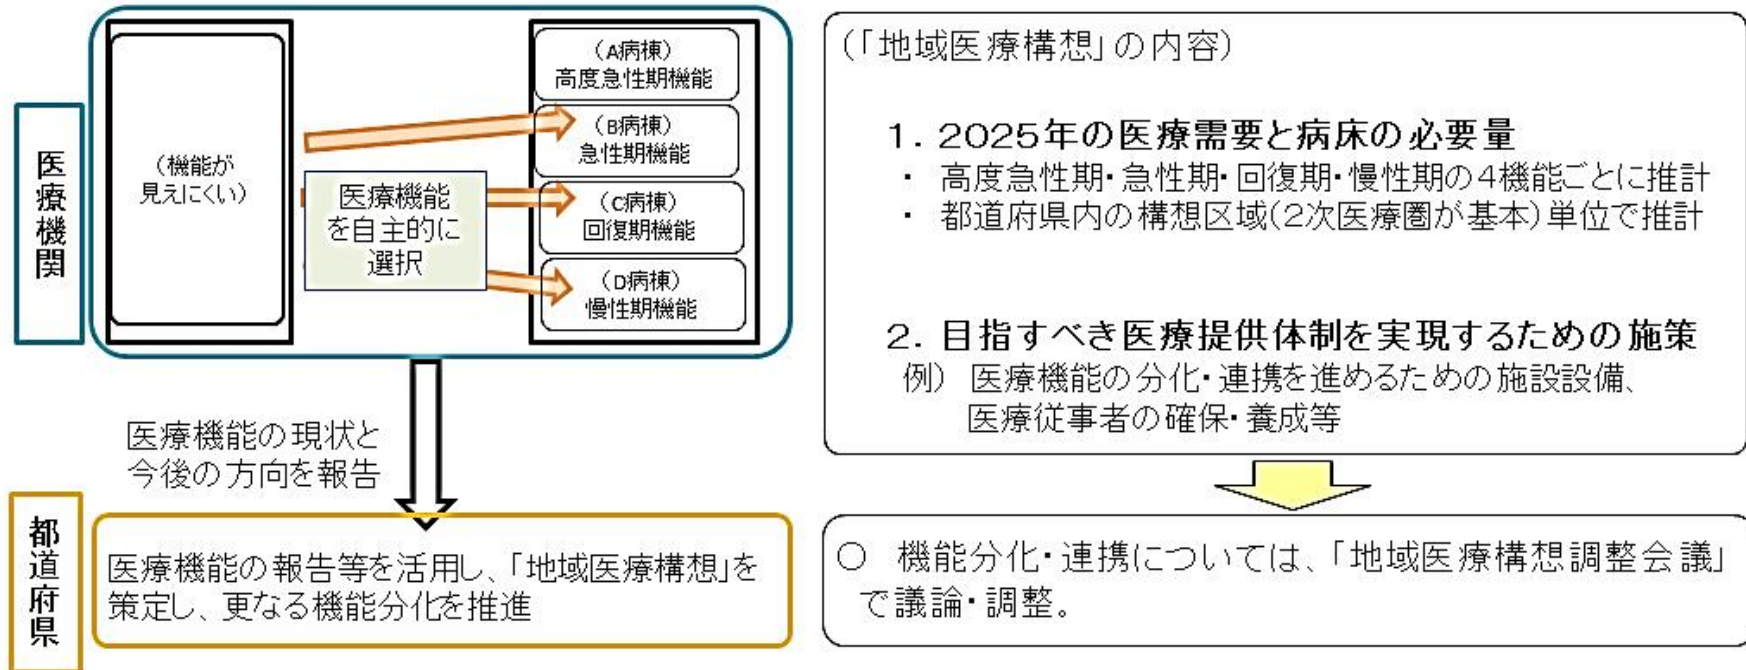 医療機関
(機能が
見えにくい)
医療機能
を自主的に
選択
(A病棟)
高度急性期機能
(B病棟)
急性期機能
(C病棟)
回復期機能
(D病棟)
慢性期機能
医療機能の現状と
今後の方向を報告
都道府県
医療機能の報告等を活用し、「地域医療構想」を
策定し、更なる機能分化を推進
(「地域医療構想」の内容)
1. 2025年の医療需要と病床の必要量
・ 高度急性期・急性期・回復期・慢性期の4機能ごとに推計
・ 都道府県内の構想区域(2次医療圏が基本)単位で推計
2. 目指すべき医療提供体制を実現するための施策
例) 医療機能の分化・連携を進めるための施設設備、
医療従事者の確保・養成等
○ 機能分化・連携については、「地域医療構想調整会議」
で議論・調整。